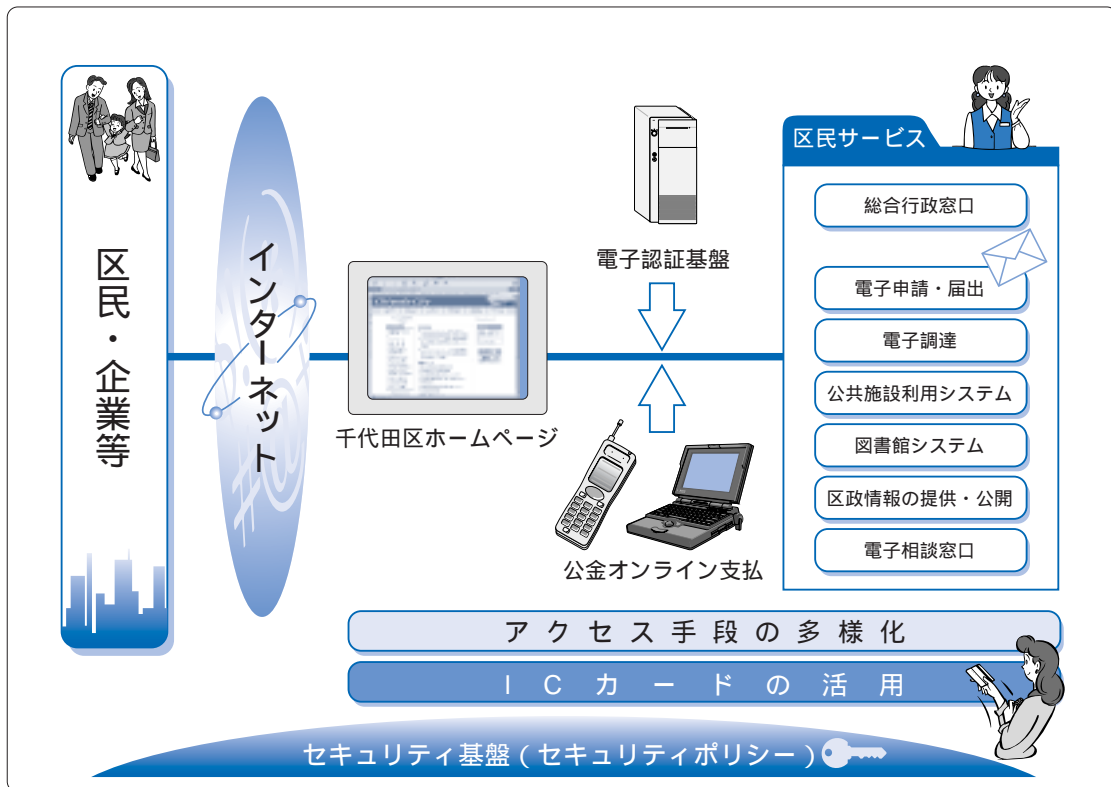 区民・企業等
インターネット
千代田区ホームページ
電子認証基盤
公金オンライン支払
区民サービス
総合行政窓口
電子申請・届出
電子調達
公共施設利用システム
図書館システム
区政情報の提供・公開
電子相談窓口
アクセス手段の多様化
ICカードの活用
セキュリティ基盤(セキュリティポリシー)